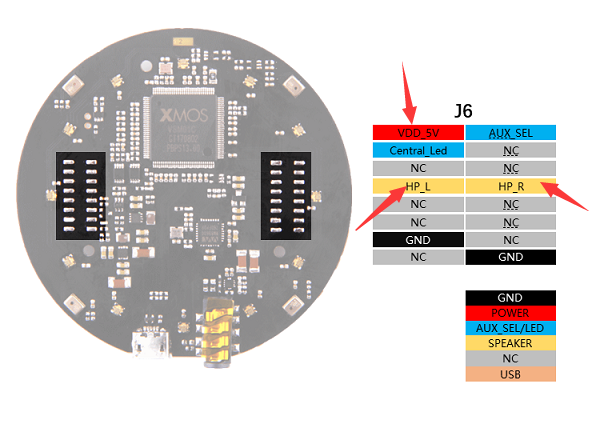 J6
VDD_5V AUX_SEL
Central_Led NC
NC NC
HP_L HP_R
NC NC
NC NC
GND NC
NC GND
XMOS
GND
POWER
AUX_SEL/LED
SPEAKER
NC
USB